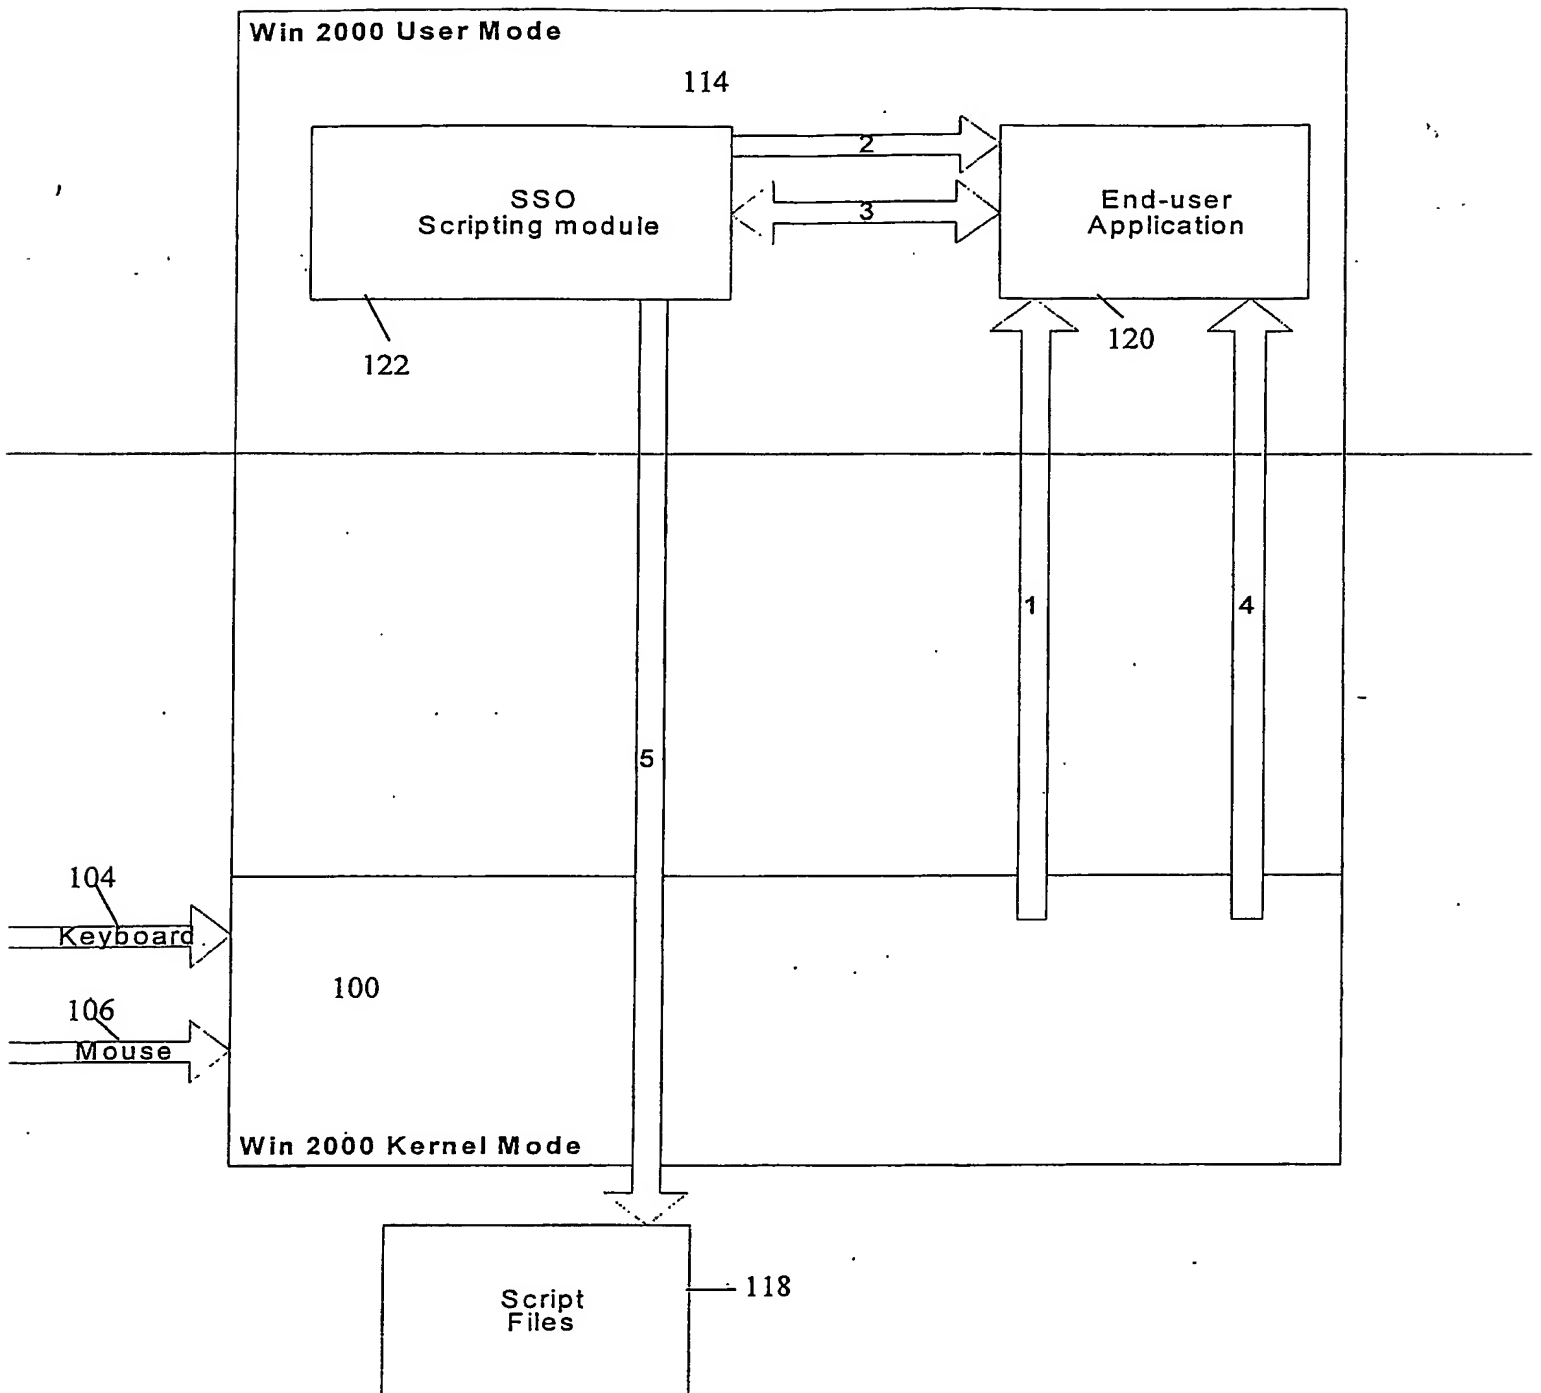 Win 2000 User Mode
114
2
SSO
Scripting module
3
End-user
Application
122
120
1
4
5
104
Keyboard
100
106
Mouse
Win 2000 Kernel Mode
118
Script
Files